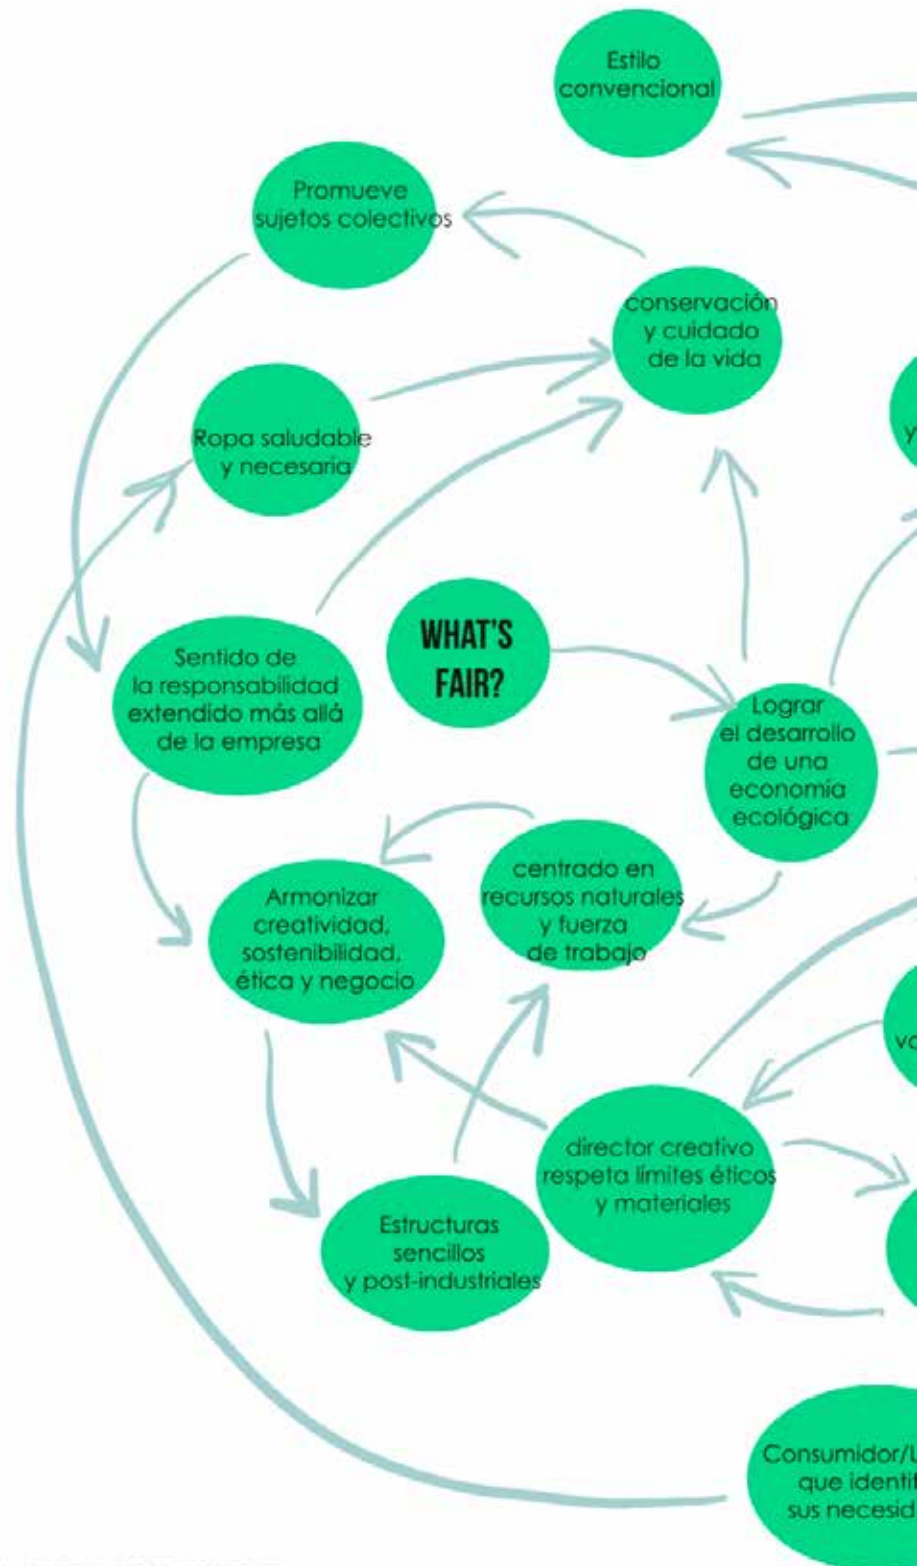 Estilo
convencional
Promueve
sujetos colectivos
conservación
y cuidado
de la vida
Ropa saludable
y necesaria
y
WHAT'S
FAIR?
Sentido de
la responsabilidad
extendido más allá
de la empresa
Lograr
el desarrollo
de una
economía
ecológica
centrado en
recursos naturales
y fuerza
de trabajo
Armonizar
creatividad,
sostenibilidad,
ética y negocio
director creativo
respeta límites éticos
y materiales
Estructuras
sencillos
y post-industriales
Consumidor/
que
sus